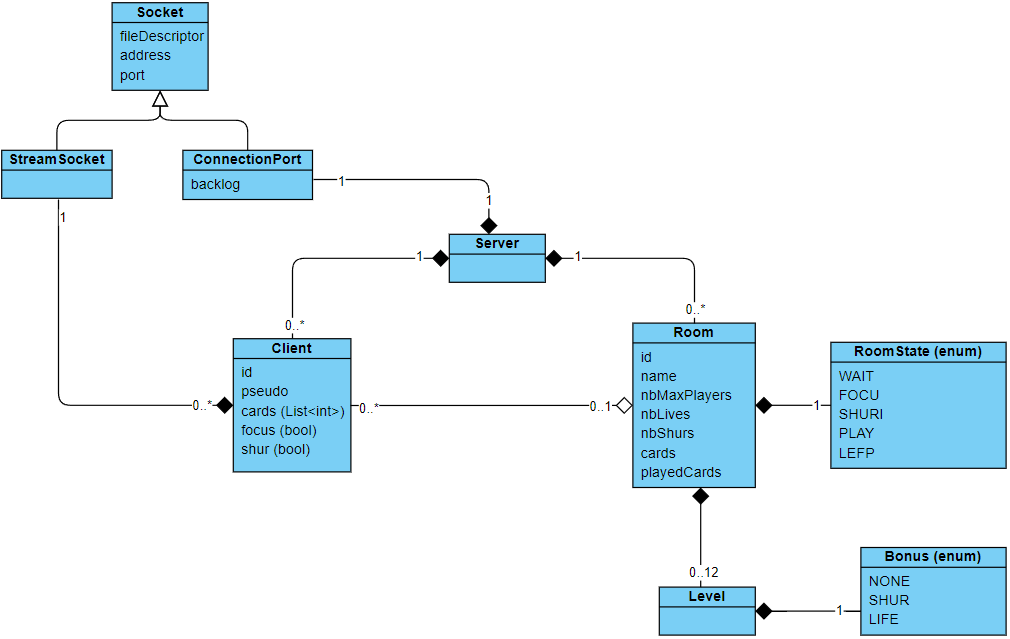 Socket
fileDescriptor
address
port
StreamSocket
ConnectionPort
backlog
1
1
1
Server
1
1
0..*
0..*
Client
id
pseudo
cards (List<int>)
focus (bool)
shur (bool)
0..*
0..*
0..1
Room
id
name
nbMaxPlayers
nbLives
nbShurs
cards
playedCards
1
RoomState (enum)
WAIT
FOCU
SHURI
PLAY
LEFP
0..12
Level
1
Bonus (enum)
NONE
SHUR
LIFE